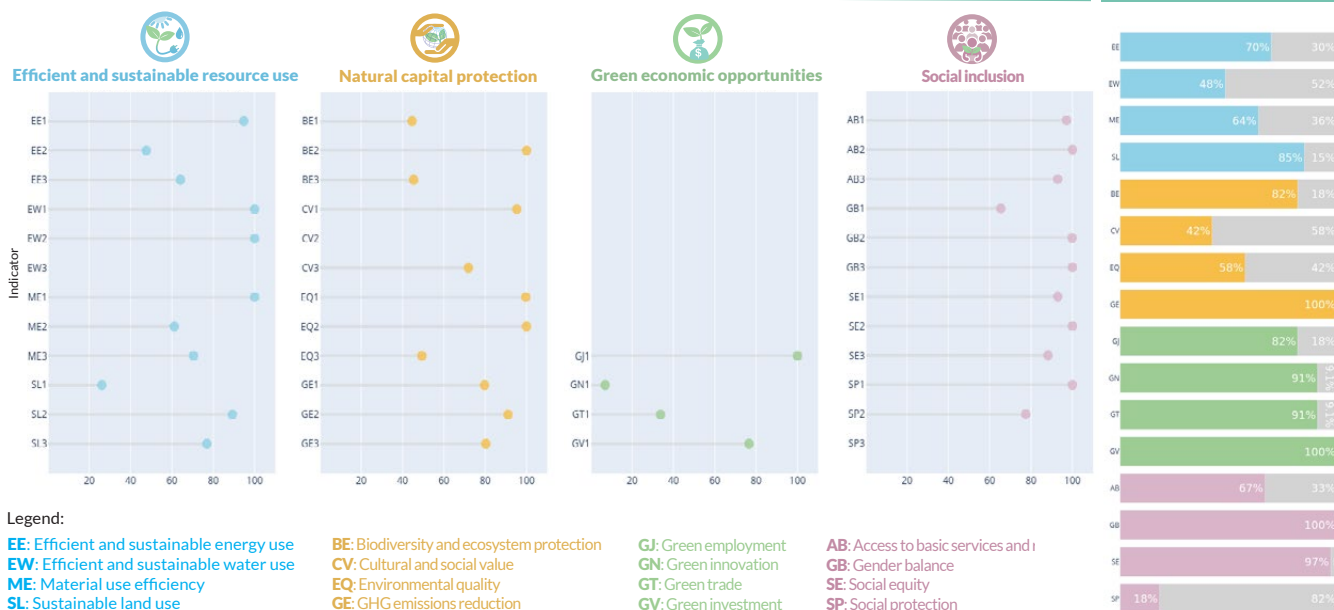 Efficient and sustainable resource use
Natural capital protection
Green economic opportunities
Social inclusion
Indicator
EE1
EE2
EE3
EW1
EW2
EW3
ME1
ME2
ME3
SL1
SL2
SL3
20 40 60 80 100
BE1
BE2
BE3
CV1
CV2
CV3
EQ1
EQ2
EQ3
GE1
GE2
GE3
20 40 60 80 100
$
GJ1
GN1
GT1
GV1
20 40 60 80 100
AB1
AB2
AB3
GB1
GB2
GB3
SE1
SE2
SE3
SP1
SP2
SP3
20 40 60 80 100
EE 70% 30%
EW 48% 52%
ME 64% 36%
SL 85% 15%
BE 82% 18%
CV 42% 58%
EQ 58% 42%
GE 100%
GJ 82% 18%
GN 91% 9.1%
GT 91% 9.1%
GV 100%
AB 67% 33%
GB 100%
SE 97%
SP 18% 82%
Legend:
EE: Efficient and sustainable energy use
EW: Efficient and sustainable water use
ME: Material use efficiency
SL: Sustainable land use
BE: Biodiversity and ecosystem protection
CV: Cultural and social value
EQ: Environmental quality
GE: GHG emissions reduction
GJ: Green employment
GN: Green innovation
GT: Green trade
GV: Green investment
AB: Access to basic services and
GB: Gender balance
SE: Social equity
SP: Social protection